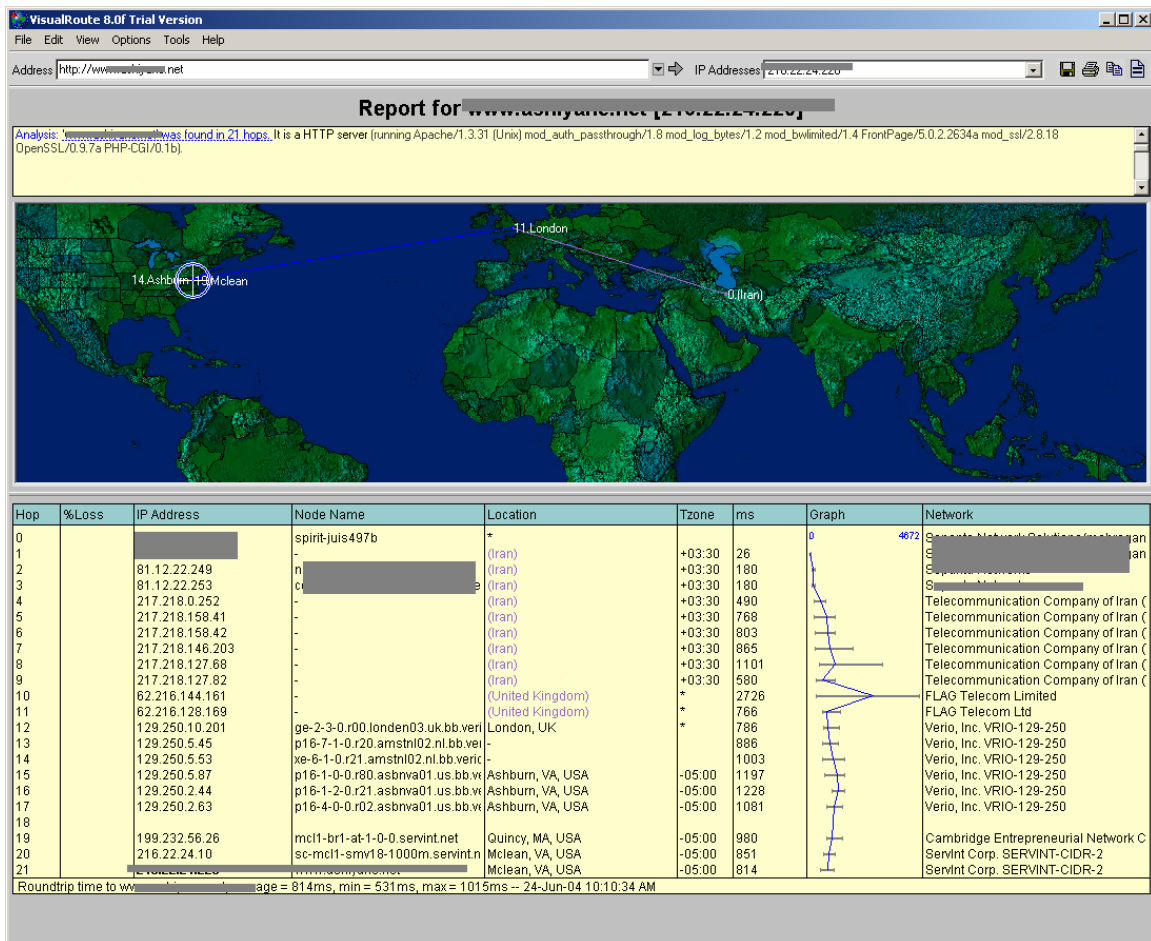 VisualRoute 8.0f Trial Version
File Edit View Options Tools Help
Address http://ww .net IP Addresses
Report for
Analysis: was found in 21 hops. It is a HTTP server (running Apache/1.3.31 (Unix) mod_auth_passthrough/1.8 mod_log_bytes/1.2 mod_bwlimited/1.4 FrontPage/5.0.2.2634a mod_ssl/2.8.18
OpenSSL/0.9.7a PHP-CGI/0.1b).
11.London
14.Ashburn 19.Mclean
0.(Iran)
Hop %Loss IP Address Node Name Location Tzone ms Graph Network
0 spirit-juis497b * 0 4672
1 - (Iran) +03:30 26
2 81.12.22.249 n (Iran) +03:30 180
3 81.12.22.253 (Iran) +03:30 180
4 217.218.0.252 - (Iran) +03:30 490 Telecommunication Company of Iran (
5 217.218.158.41 - (Iran) +03:30 768 Telecommunication Company of Iran (
6 217.218.158.42 - (Iran) +03:30 803 Telecommunication Company of Iran (
7 217.218.146.203 - (Iran) +03:30 865 Telecommunication Company of Iran (
8 217.218.127.68 - (Iran) +03:30 1101 Telecommunication Company of Iran (
9 217.218.127.82 - (Iran) +03:30 580 Telecommunication Company of Iran (
10 62.216.144.161 - (United Kingdom) * 2726 FLAG Telecom Limited
11 62.216.128.169 - (United Kingdom) * 766 FLAG Telecom Ltd
12 129.250.10.201 ge-2-3-0.r00.londen03.uk.bb.veri London, UK * 786 Verio, Inc. VRIO-129-250
13 129.250.5.45 p16-7-1-0.r20.amstnl02.nl.bb.vei - 886 Verio, Inc. VRIO-129-250
14 129.250.5.53 xe-6-1-0.r21.amstnl02.nl.bb.veric - 1003 Verio, Inc. VRIO-129-250
15 129.250.5.87 p16-1-0-0.r80.asbnva01.us.bb.ve Ashburn, VA, USA -05:00 1197 Verio, Inc. VRIO-129-250
16 129.250.2.44 p16-1-2-0.r21.asbnva01.us.bb.ve Ashburn, VA, USA -05:00 1228 Verio, Inc. VRIO-129-250
17 129.250.2.63 p16-4-0-0.r02.asbnva01.us.bb.ve Ashburn, VA, USA -05:00 1081 Verio, Inc. VRIO-129-250
18
19 199.232.56.26 mcl1-br1-at-1-0-0.servint.net Quincy, MA, USA -05:00 980 Cambridge Entrepreneurial Network C
20 216.22.24.10 sc-mcl1-smv18-1000m.servint.n Mclean, VA, USA -05:00 851 ServInt Corp. SERVINT-CIDR-2
21 Mclean, VA, USA -05:00 814 ServInt Corp. SERVINT-CIDR-2
Roundtrip time to age = 814ms, min = 531ms, max = 1015ms -- 24-Jun-04 10:10:34 AM